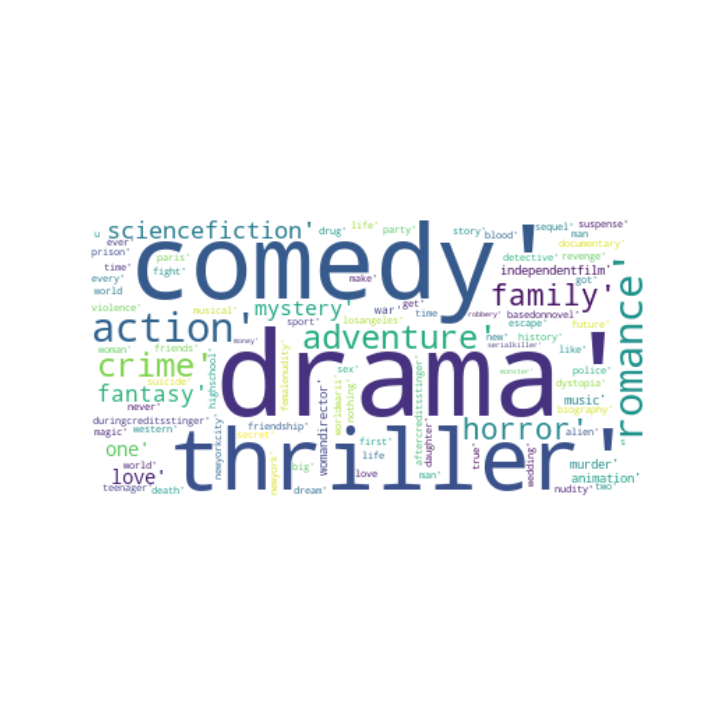 u
sciencefiction'
drug'
life'
party'
story'
blood'
sequel'
suspense'
man
documentary'
ever'
prison'
paris'
time'
fight'
every'
world
comedy'
make'
detective'
revenge'
independentfilm'
got'
family'
violence'
musical'
mystery'
war'
get'
time
robbery'
basedonnovel'
action'
sport'
losangeles'
escape'
future'
adventure'
new'
history'
romance'
woman'
friends'
money'
serialkiller'
like'
crime'
highschool'
drama'
femalenudity'
sex'
monster'
police'
suicide'
dystopia'
fantasy'
never'
womandirector'
worldwarii'
nothing'
aftercreditsstinger'
music'
biography'
duringcreditsstinger'
magic'
western'
newyorkcity'
friendship'
secret'
thriller'
horror'
alien'
s
one'
first'
daughter'
world'
love'
newyork'
big'
life
true'
wedding'
murder'
love
man'
animation'
teenager'
death'
dream'
nudity'
two'